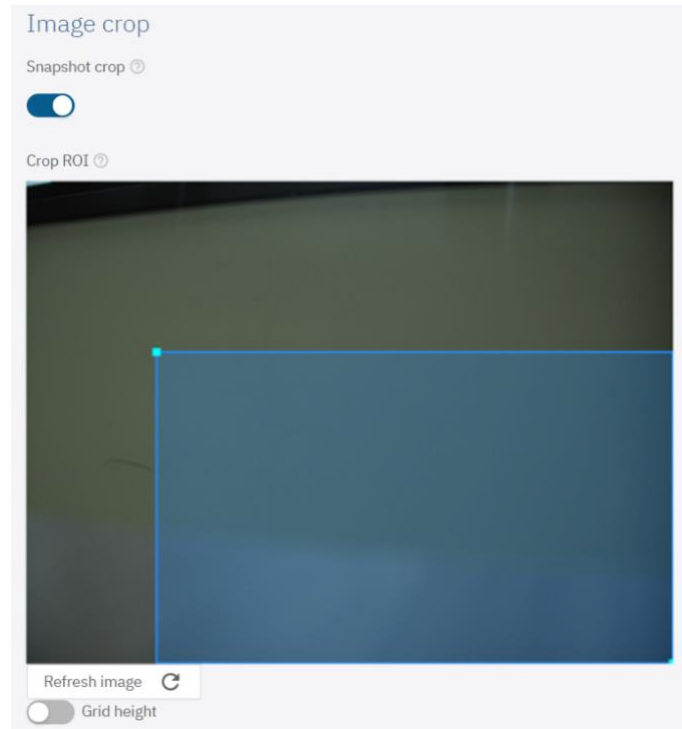 Image crop
Snapshot crop ?
Crop ROI ?
Refresh image
Grid height